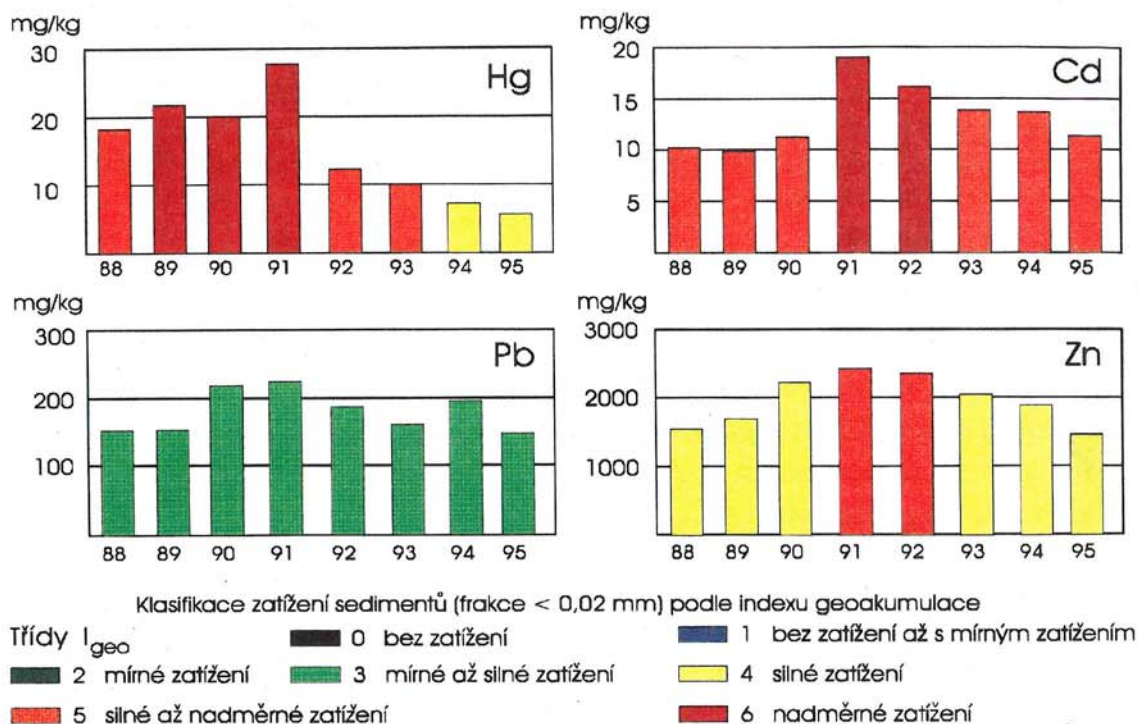 mg/kg
30
20
10
Hg
88 89 90 91 92 93 94 95
mg/kg
20
15
10
5
Cd
88 89 90 91 92 93 94 95
mg/kg
300
200
100
Pb
88 89 90 91 92 93 94 95
mg/kg
3000
2000
1000
Zn
88 89 90 91 92 93 94 95
Klasifikace zatížení sedimentů (frakce < 0,02 mm) podle indexu geoakumulace
Třídy Igeo
0 bez zatížení
1 bez zatížení až s mírným zatížením
2 mírné zatížení
3 mírné až silné zatížení
4 silné zatížení
5 silné až nadměrné zatížení
6 nadměrné zatížení